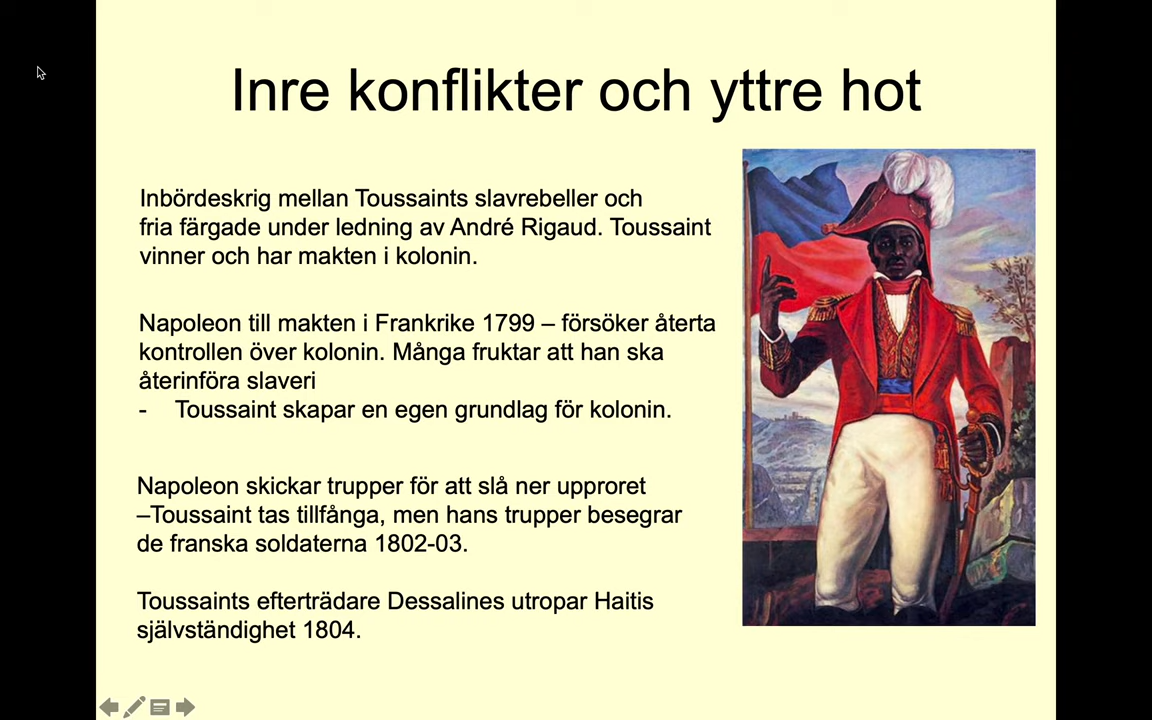 Inre konflikter och yttre hot
Inbördeskrig mellan Toussaints slavrebeller och
fria färgade under ledning av André Rigaud. Toussaint
vinner och har makten i kolonin.
Napoleon till makten i Frankrike 1799 – försöker återta
kontrollen över kolonin. Många fruktar att han ska
återinföra slaveri
- Toussaint skapar en egen grundlag för kolonin.
Napoleon skickar trupper för att slå ner upproret
–Toussaint tas tillfånga, men hans trupper besegrar
de franska soldaterna 1802-03.
Toussaints efterträdare Dessalines utropar Haitis
självständighet 1804.